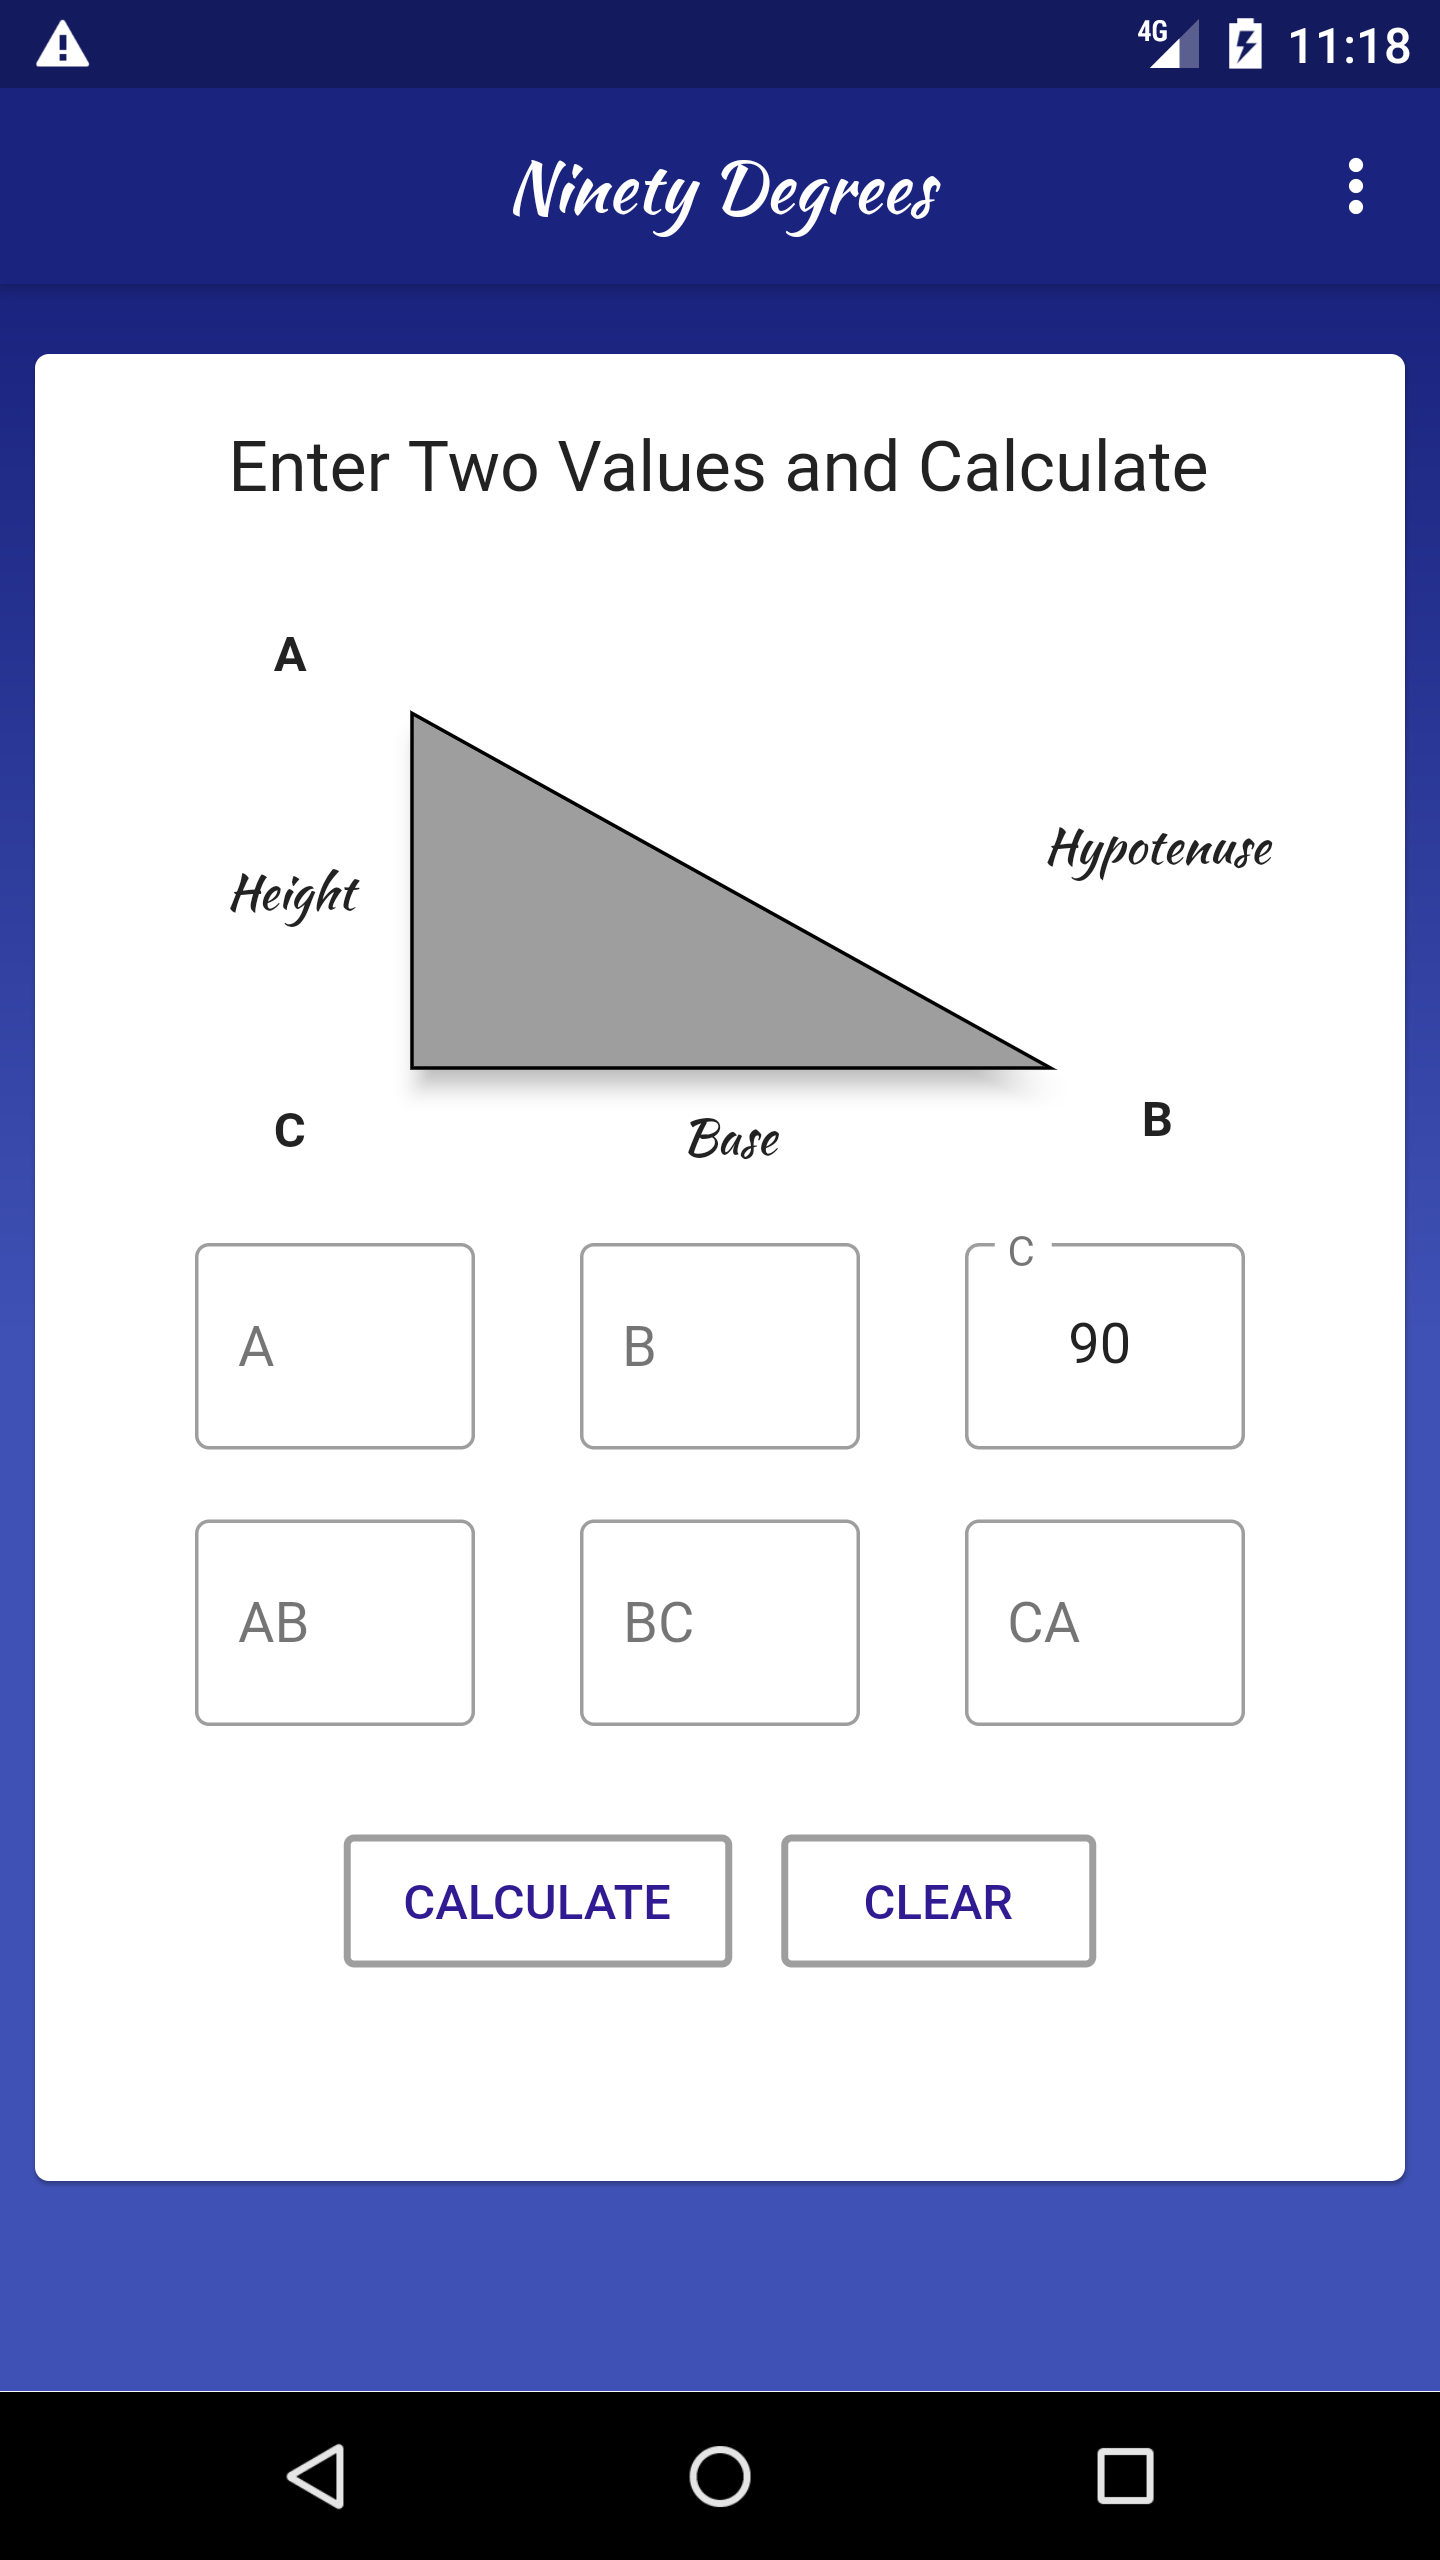 4G 11:18
Ninety Degrees
Enter Two Values and Calculate
A
Hypotenuse
Height
C Base B
A B C 90
AB BC CA
CALCULATE CLEAR